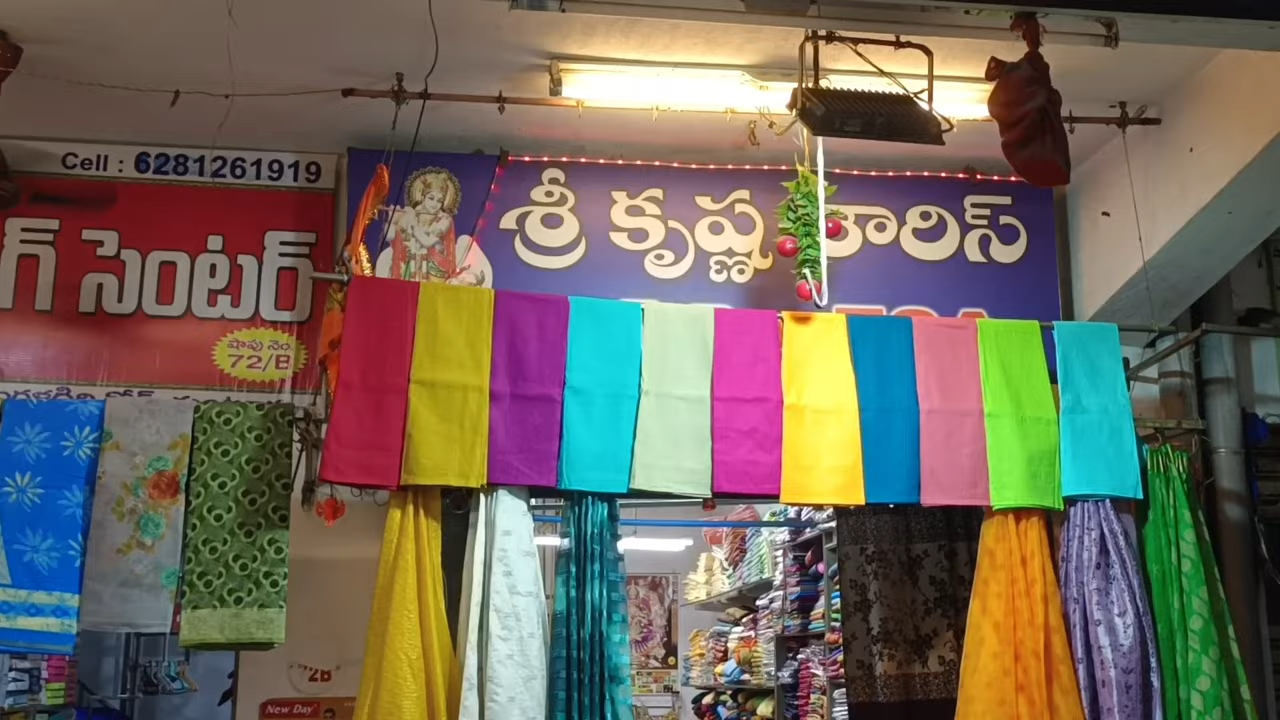 Cell : 6281261919
గ్ సెంటర్
షాపు నెం
72/B
శ్రీ కృష్ణ శారీస్
2B
New Day